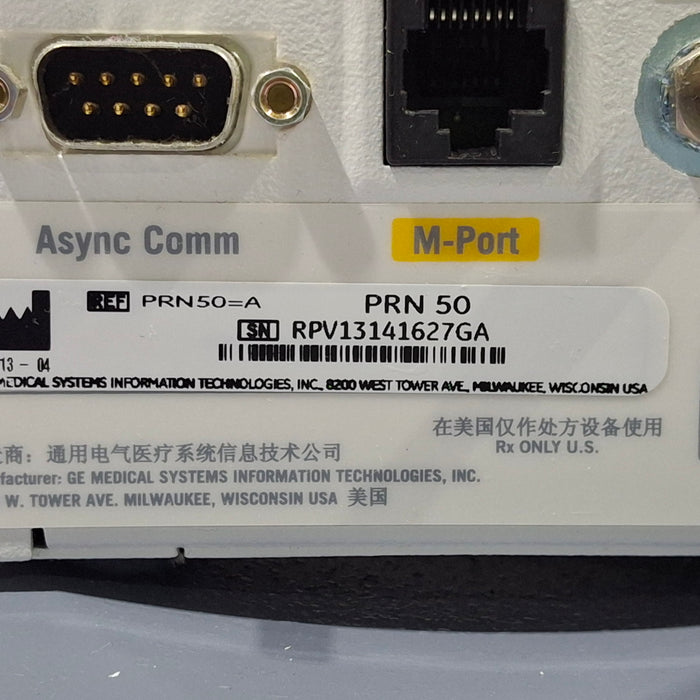 Async Comm
M-Port
REF PRN50=A PRN 50
SN RPV13141627GA
13-04
MEDICAL SYSTEMS INFORMATION TECHNOLOGIES, INC., 8200 WEST TOWER AVE., MILWAUKEE, WISCONSIN USA
在美国仅作处方设备使用
Rx ONLY U.S.
商: 通用电气医疗系统信息技术公司
facturer: GE MEDICAL SYSTEMS INFORMATION TECHNOLOGIES, INC.
W. TOWER AVE. MILWAUKEE, WISCONSIN USA 美国